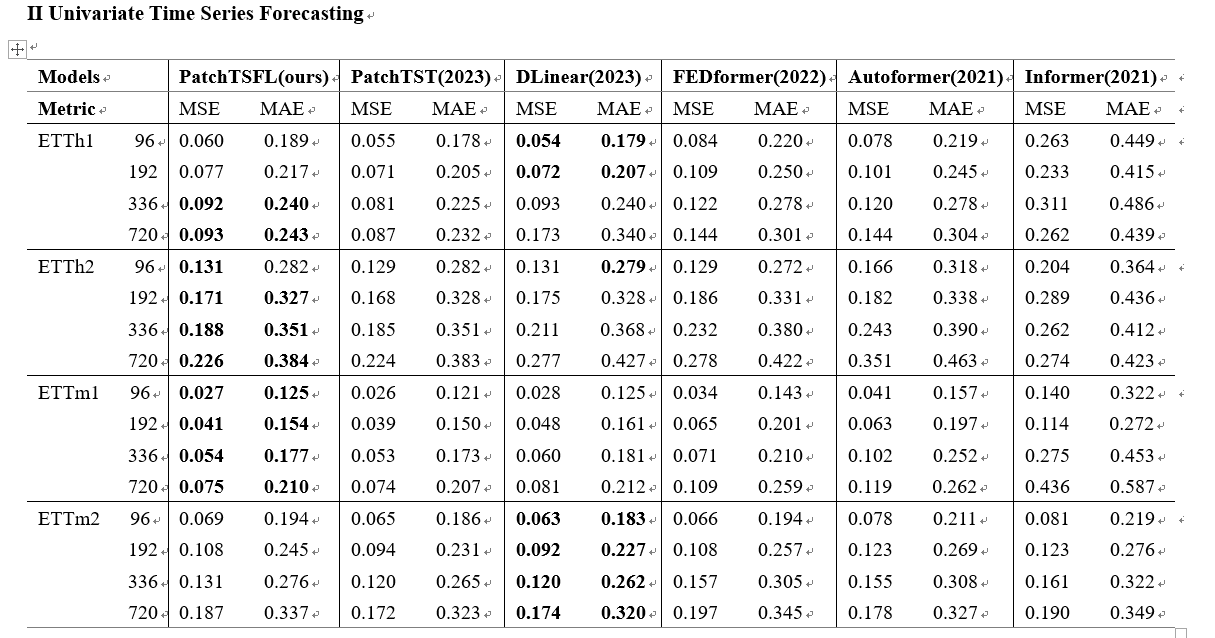 II Univariate Time Series Forecasting
Models PatchTSFL(ours) PatchTST(2023) DLinear(2023) FEDformer(2022) Autoformer(2021) Informer(2021)
Metric MSE MAE MSE MAE MSE MAE MSE MAE MSE MAE MSE MAE
ETTh1 96 0.060 0.189 0.055 0.178 0.054 0.179 0.084 0.220 0.078 0.219 0.263 0.449
192 0.077 0.217 0.071 0.205 0.072 0.207 0.109 0.250 0.101 0.245 0.233 0.415
336 0.092 0.240 0.081 0.225 0.093 0.240 0.122 0.278 0.120 0.278 0.311 0.486
720 0.093 0.243 0.087 0.232 0.173 0.340 0.144 0.301 0.144 0.304 0.262 0.439
ETTh2 96 0.131 0.282 0.129 0.282 0.131 0.279 0.129 0.272 0.166 0.318 0.204 0.364
192 0.171 0.327 0.168 0.328 0.175 0.328 0.186 0.331 0.182 0.338 0.289 0.436
336 0.188 0.351 0.185 0.351 0.211 0.368 0.232 0.380 0.243 0.390 0.262 0.412
720 0.226 0.384 0.224 0.383 0.277 0.427 0.278 0.422 0.351 0.463 0.274 0.423
ETTm1 96 0.027 0.125 0.026 0.121 0.028 0.125 0.034 0.143 0.041 0.157 0.140 0.322
192 0.041 0.154 0.039 0.150 0.048 0.161 0.065 0.201 0.063 0.197 0.114 0.272
336 0.054 0.177 0.053 0.173 0.060 0.181 0.071 0.210 0.102 0.252 0.275 0.453
720 0.075 0.210 0.074 0.207 0.081 0.212 0.109 0.259 0.119 0.262 0.436 0.587
ETTm2 96 0.069 0.194 0.065 0.186 0.063 0.183 0.066 0.194 0.078 0.211 0.081 0.219
192 0.108 0.245 0.094 0.231 0.092 0.227 0.108 0.257 0.123 0.269 0.123 0.276
336 0.131 0.276 0.120 0.265 0.120 0.262 0.157 0.305 0.155 0.308 0.161 0.322
720 0.187 0.337 0.172 0.323 0.174 0.320 0.197 0.345 0.178 0.327 0.190 0.349